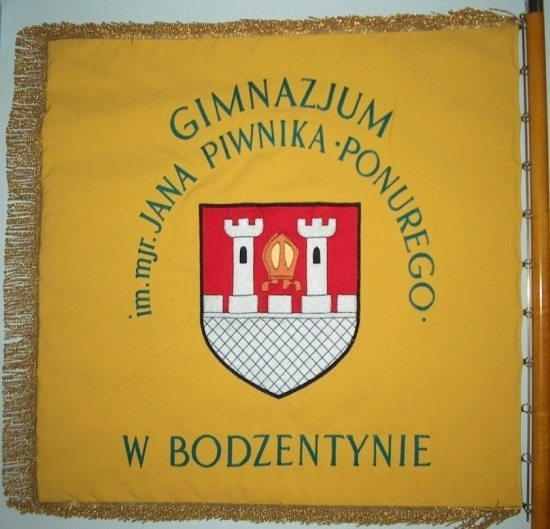 GIMNAZJUM
im. mjr. JANA PIWNIKA ·PONUREGO·
W BODZENTYNIE